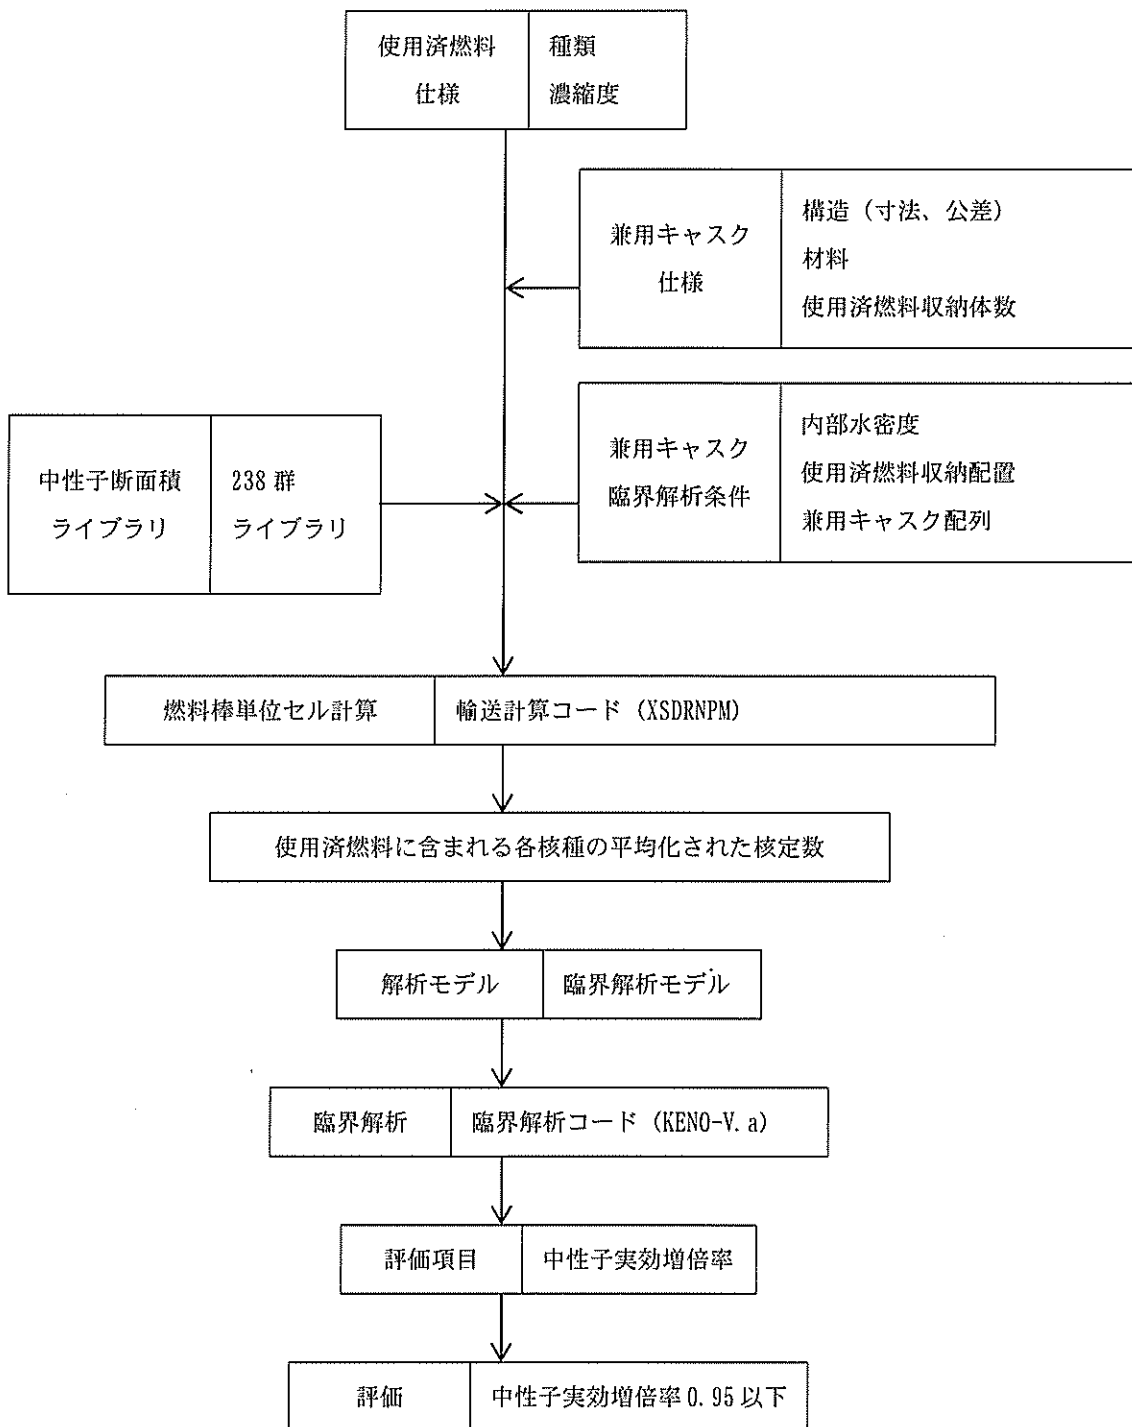 使用済燃料
仕様
種類
濃縮度
兼用キャスク
仕様
構造（寸法、公差）
材料
使用済燃料収納体数
中性子断面積
ライブラリ
238 群
ライブラリ
兼用キャスク
臨界解析条件
内部水密度
使用済燃料収納配置
兼用キャスク配列
燃料棒単位セル計算
輸送計算コード (XSDRNPM)
使用済燃料に含まれる各核種の平均化された核定数
解析モデル
臨界解析モデル
臨界解析
臨界解析コード (KENO-V.a)
評価項目
中性子実効増倍率
評価
中性子実効増倍率 0.95 以下